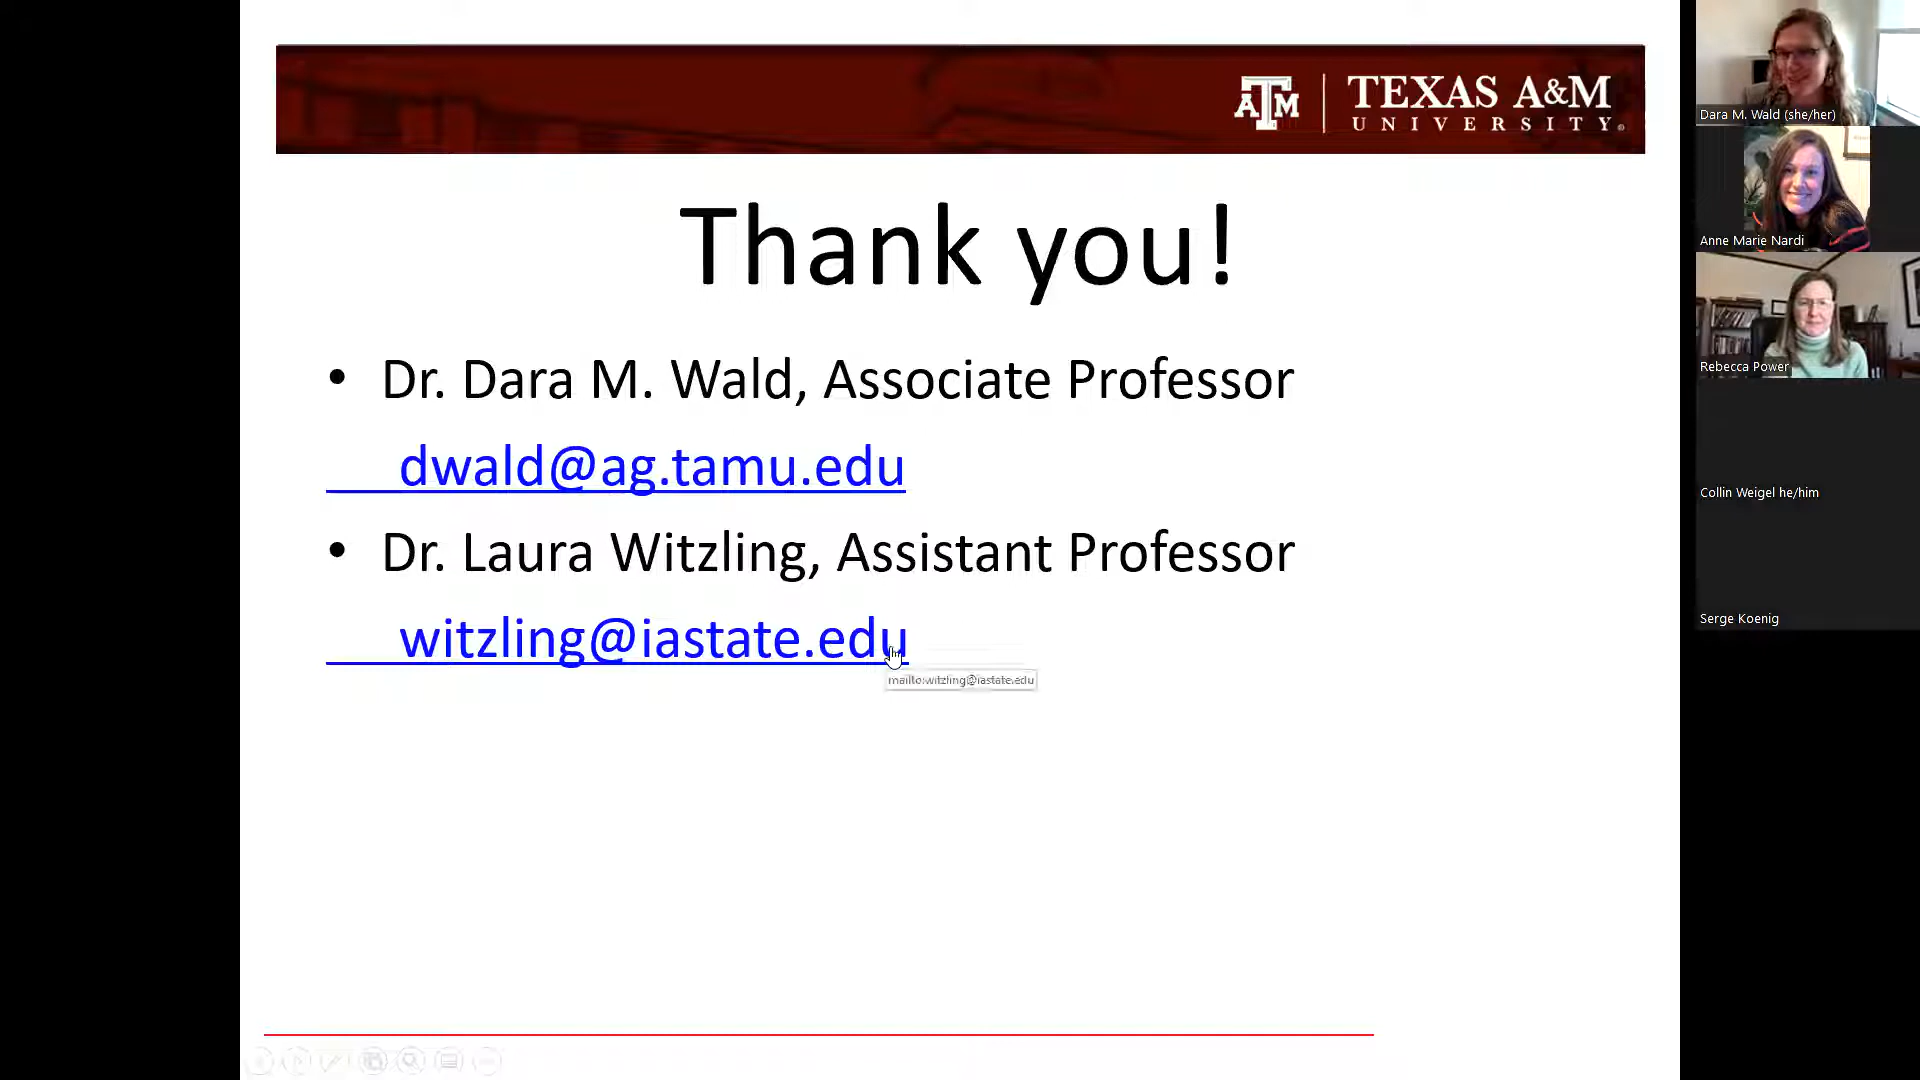 ATM TEXAS A&M
UNIVERSITY
Thank you!
• Dr. Dara M. Wald, Associate Professor
dwald@ag.tamu.edu
• Dr. Laura Witzling, Assistant Professor
witzling@iastate.edu
mailto:witzling@iastate.edu
Dara M. Wald (she/her)
Anne Marie Nardi
Rebecca Power
Collin Weigel he/him
Serge Koenig